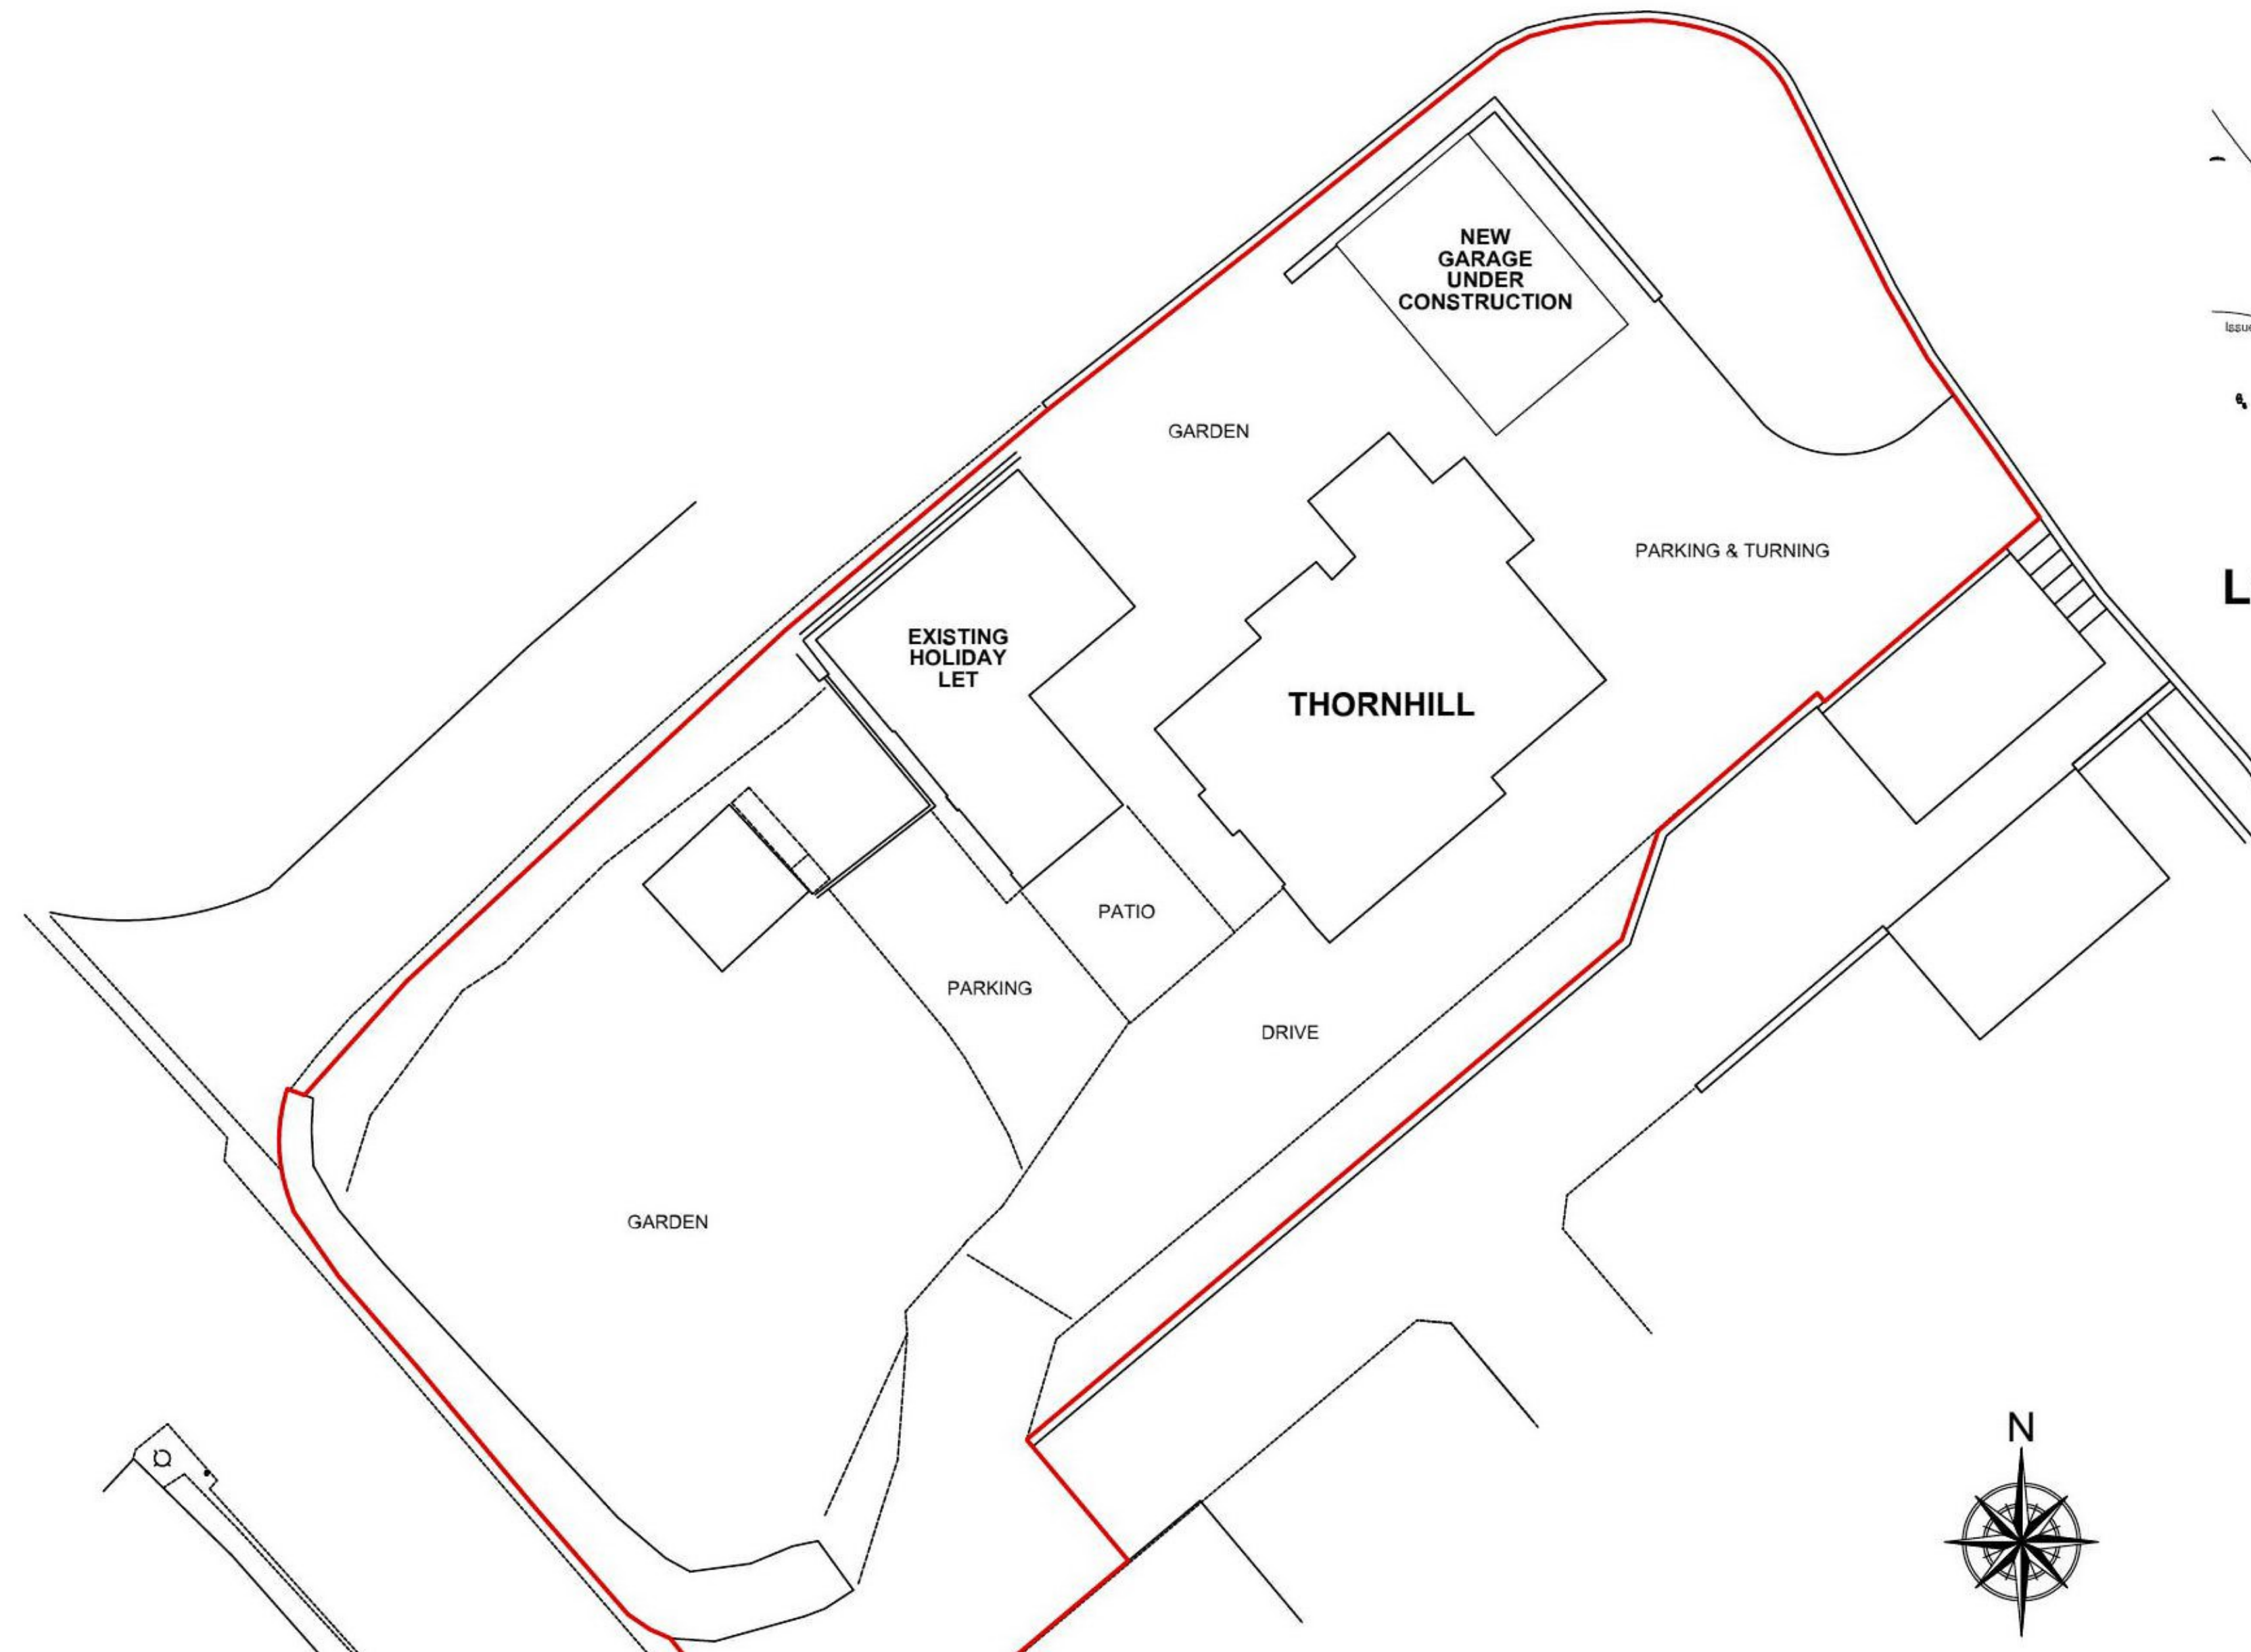 NEW
GARAGE
UNDER
CONSTRUCTION
GARDEN
PARKING & TURNING
EXISTING
HOLIDAY
LET
THORNHILL
PATIO
PARKING
DRIVE
GARDEN
N